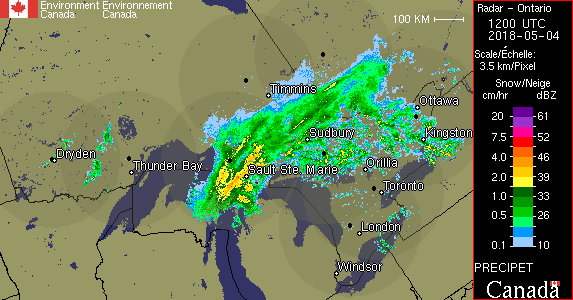 Environment Environnement
Canada Canada
100 KM
Timmins
Ottawa
Sudbury
Kingston
Dryden
Thunder Bay
Sault Ste. Marie
Orillia
Toronto
London
Windsor
Radar - Ontario
1200 UTC
2018-05-04
Scale/Échelle:
3.5 km/Pixel
Snow/Neige
cm/hr dBZ
20 61
7.5 52
4.0 46
2.0 39
1.0 33
0.5 26
0.1 10
PRECIPET
Canada